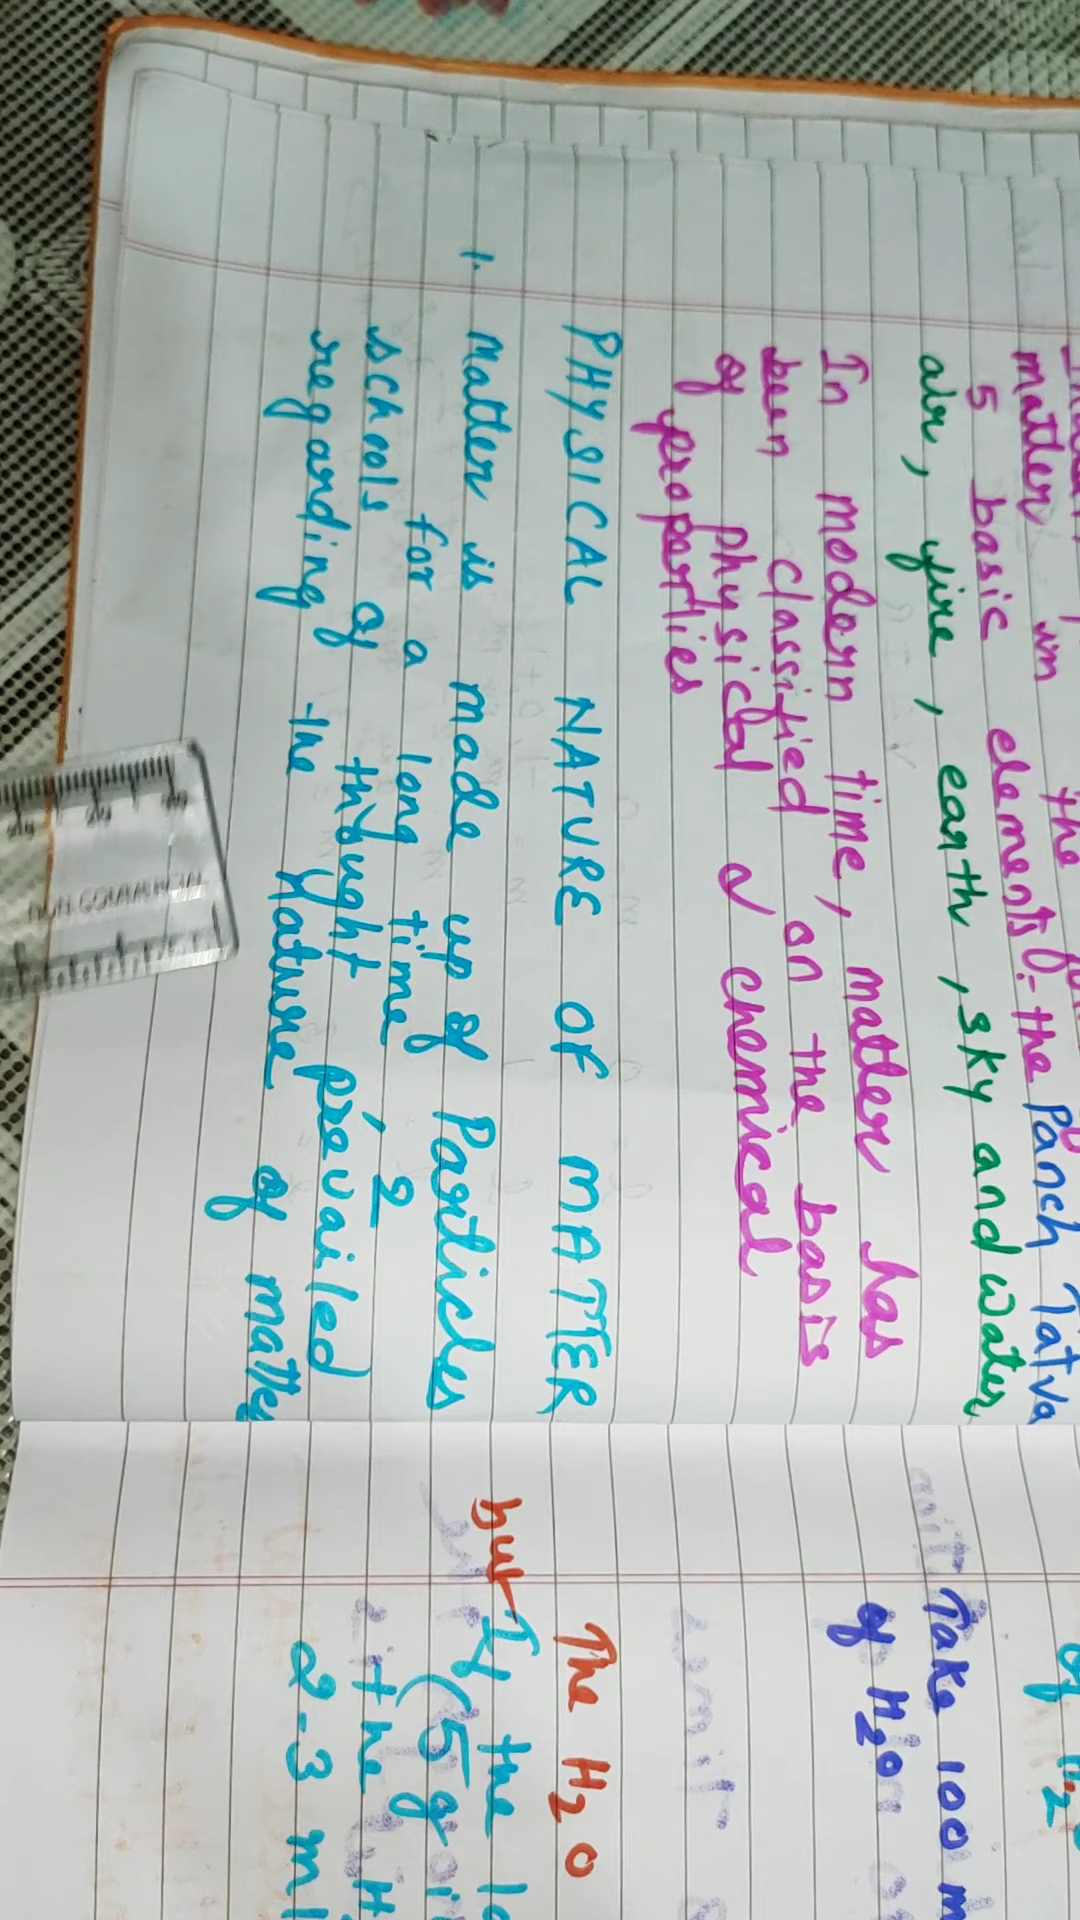 matter in the
5 basic elements:- the Panch Tatva
air, fire, earth, sky and water
In modern time, matter has
been classified on the basis
of physical & chemical
properties
PHYSICAL NATURE OF MATTER
1. Matter is made up of Particles
for a long time, 2
schools of thought prevailed
regarding the Nature of matter
Take 100 m
of H2O
The H2O
but If the
(5 g
the
2-3 ml